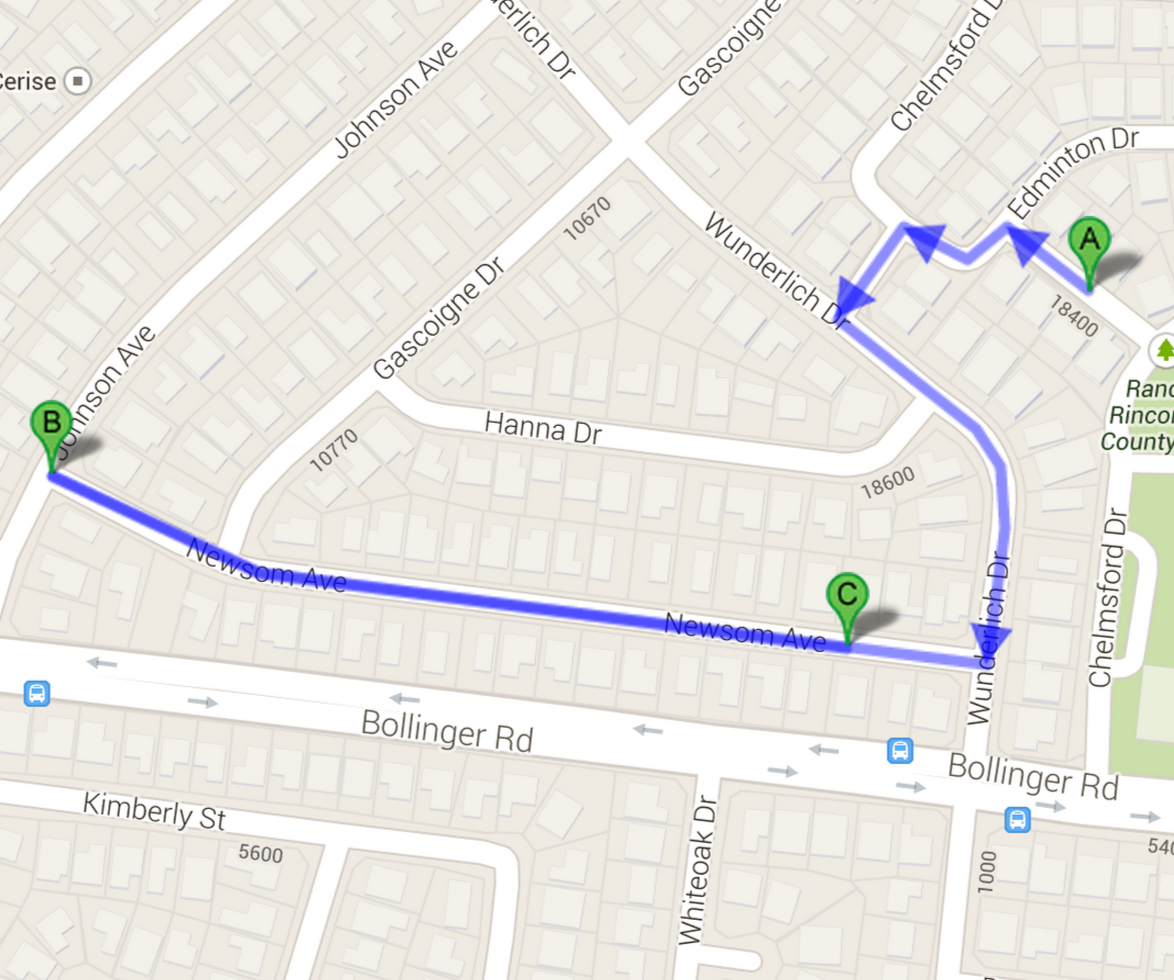 erlich Dr
Gascoigne
Chelmsford D
Cerise
Johnson Ave
Edminton Dr
10670
Wunderlich Dr
A
18400
Gascoigne Dr
Johnson Ave
Ranc
Rincon
County
B
Hanna Dr
10770
18600
Chelmsford Dr
Newsom Ave
C
Newsom Ave
Wunderlich Dr
Bollinger Rd
Bollinger Rd
Kimberly St
5600
Whiteoak Dr
1000
540